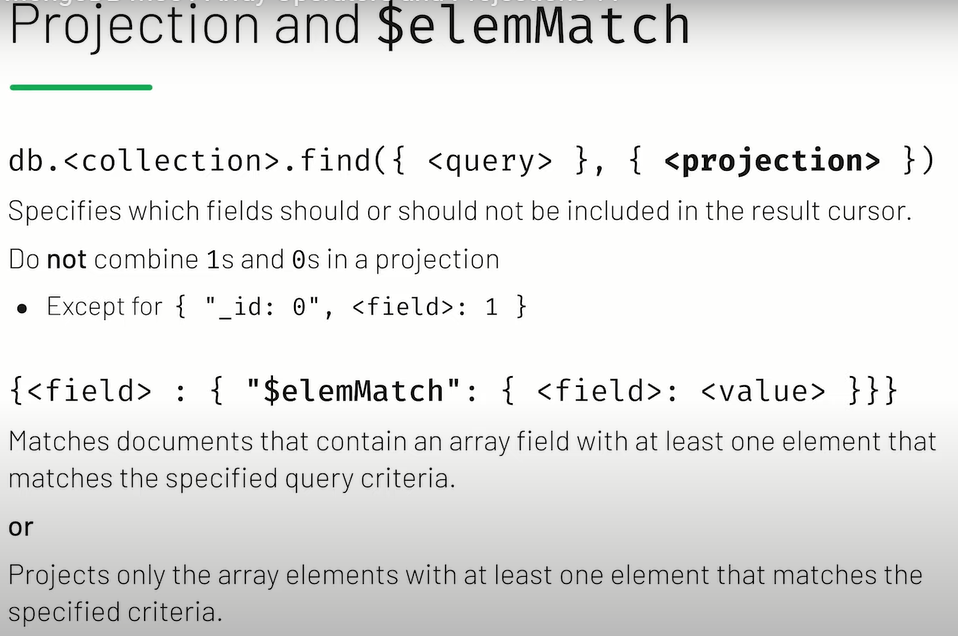 Projection and $elemMatch
db.<collection>.find({ <query> }, { <projection> })
Specifies which fields should or should not be included in the result cursor.
Do not combine 1s and 0s in a projection
• Except for { "_id: 0", <field>: 1 }
{<field> : { "$elemMatch": { <field>: <value> }}}
Matches documents that contain an array field with at least one element that
matches the specified query criteria.
or
Projects only the array elements with at least one element that matches the
specified criteria.